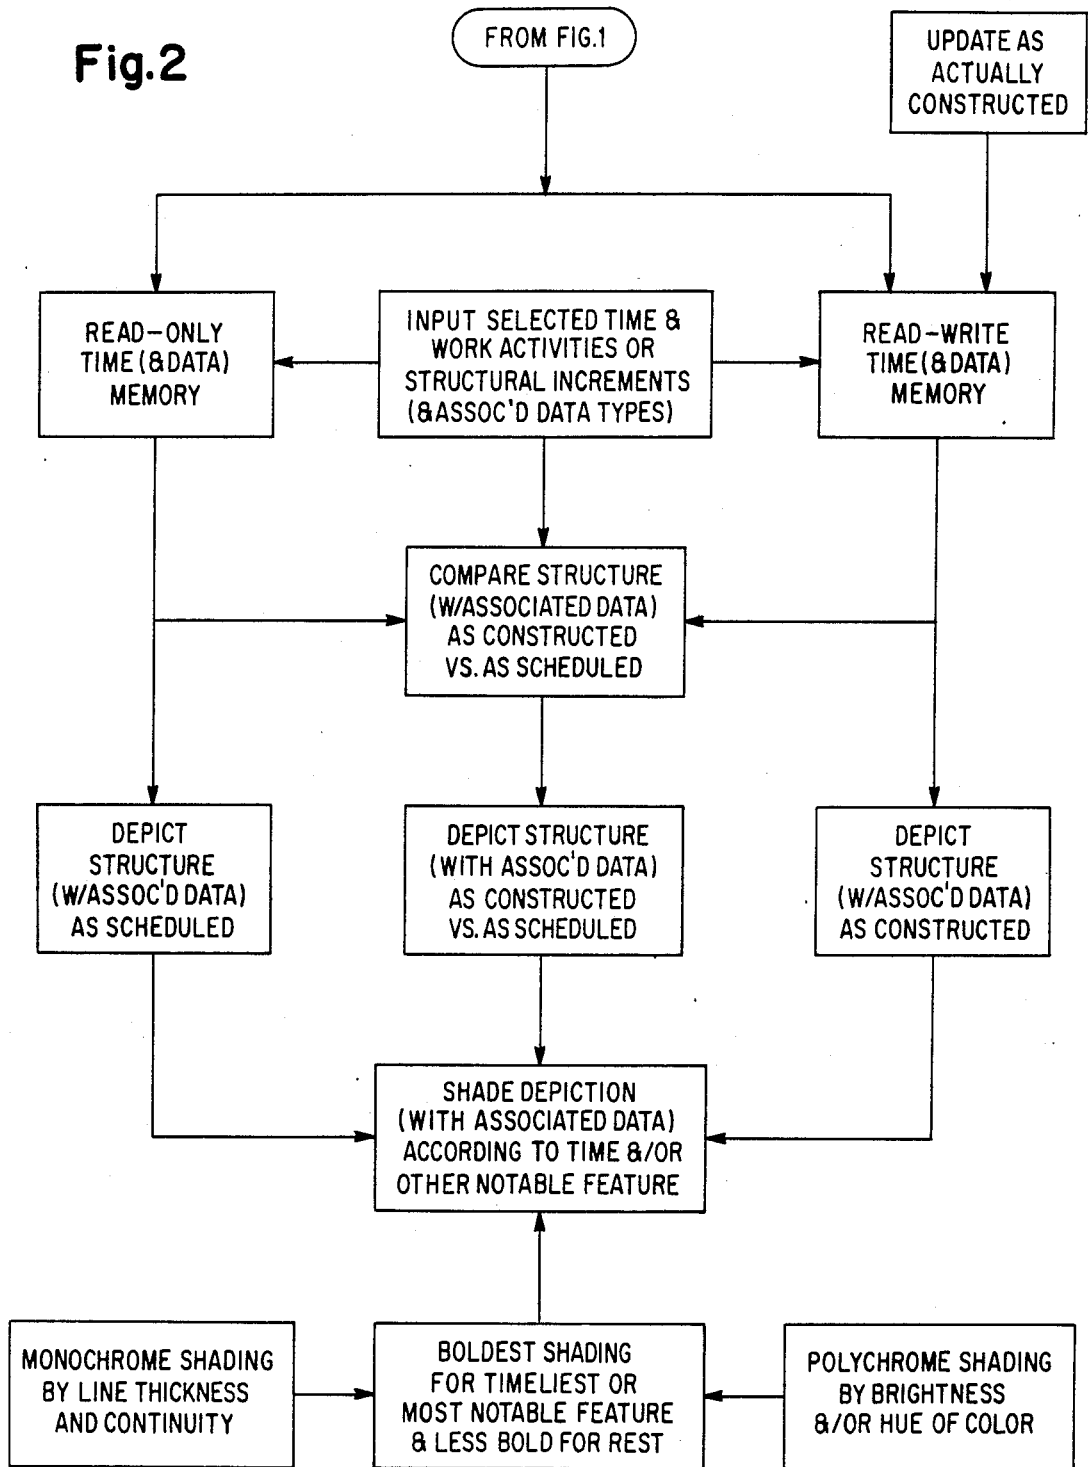 Fig.2
FROM FIG.1
UPDATE AS
ACTUALLY
CONSTRUCTED
READ-ONLY
TIME(&DATA)
MEMORY
INPUT SELECTED TIME &
WORK ACTIVITIES OR
STRUCTURAL INCREMENTS
(&ASSOC'D DATA TYPES)
READ-WRITE
TIME(&DATA)
MEMORY
COMPARE STRUCTURE
(W/ASSOCIATED DATA)
AS CONSTRUCTED
VS. AS SCHEDULED
DEPICT
STRUCTURE
(W/ASSOC'D DATA)
AS SCHEDULED
DEPICT STRUCTURE
(WITH ASSOC'D DATA)
AS CONSTRUCTED
VS. AS SCHEDULED
DEPICT
STRUCTURE
(W/ASSOC'D DATA)
AS CONSTRUCTED
SHADE DEPICTION
(WITH ASSOCIATED DATA)
ACCORDING TO TIME &/OR
OTHER NOTABLE FEATURE
MONOCHROME SHADING
BY LINE THICKNESS
AND CONTINUITY
BOLDEST SHADING
FOR TIMELIEST OR
MOST NOTABLE FEATURE
& LESS BOLD FOR REST
POLYCHROME SHADING
BY BRIGHTNESS
&/OR HUE OF COLOR